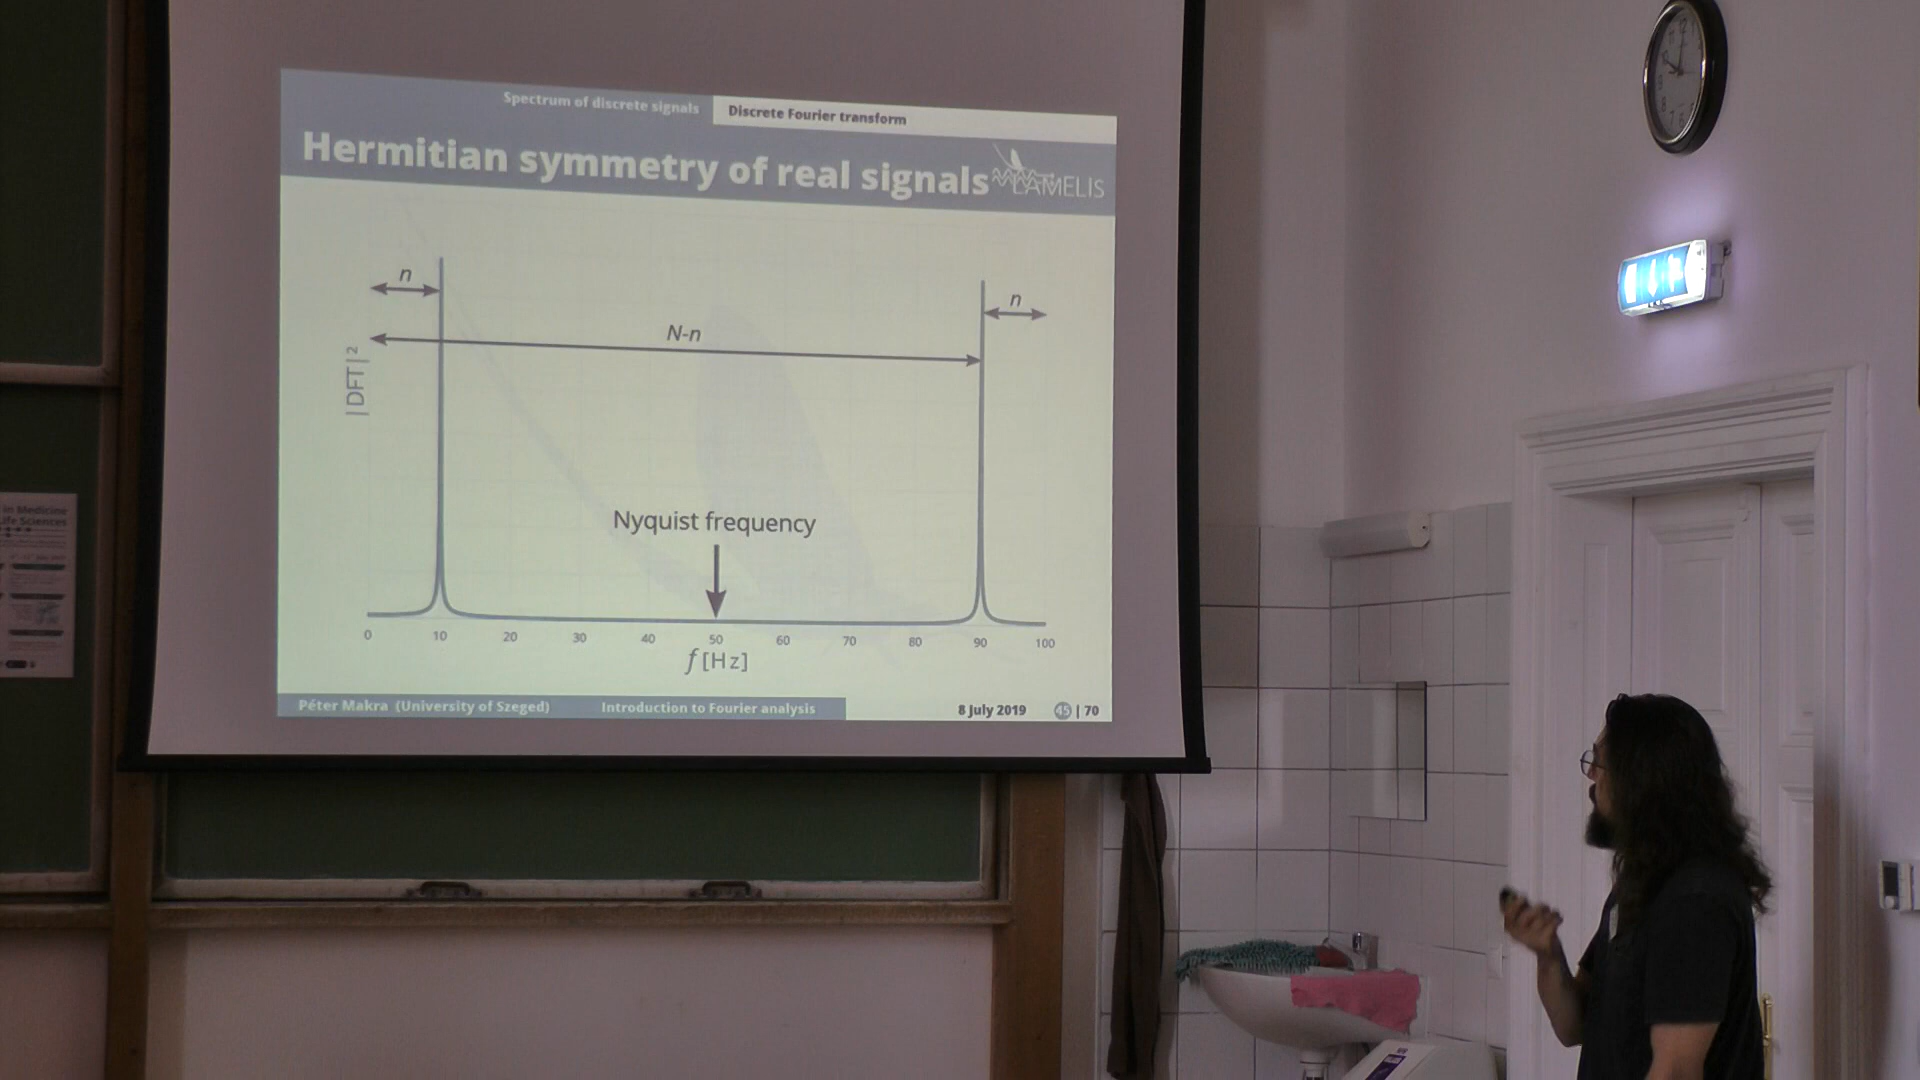 Spectrum of discrete signals
Discrete Fourier transform
Hermitian symmetry of real signals
LAMELIS
n
n
N-n
|DFT|²
Nyquist frequency
0 10 20 30 40 50 60 70 80 90 100
f [Hz]
Péter Makra (University of Szeged)
Introduction to Fourier analysis
8 July 2019
45 | 70
in Medicine
Life Sciences